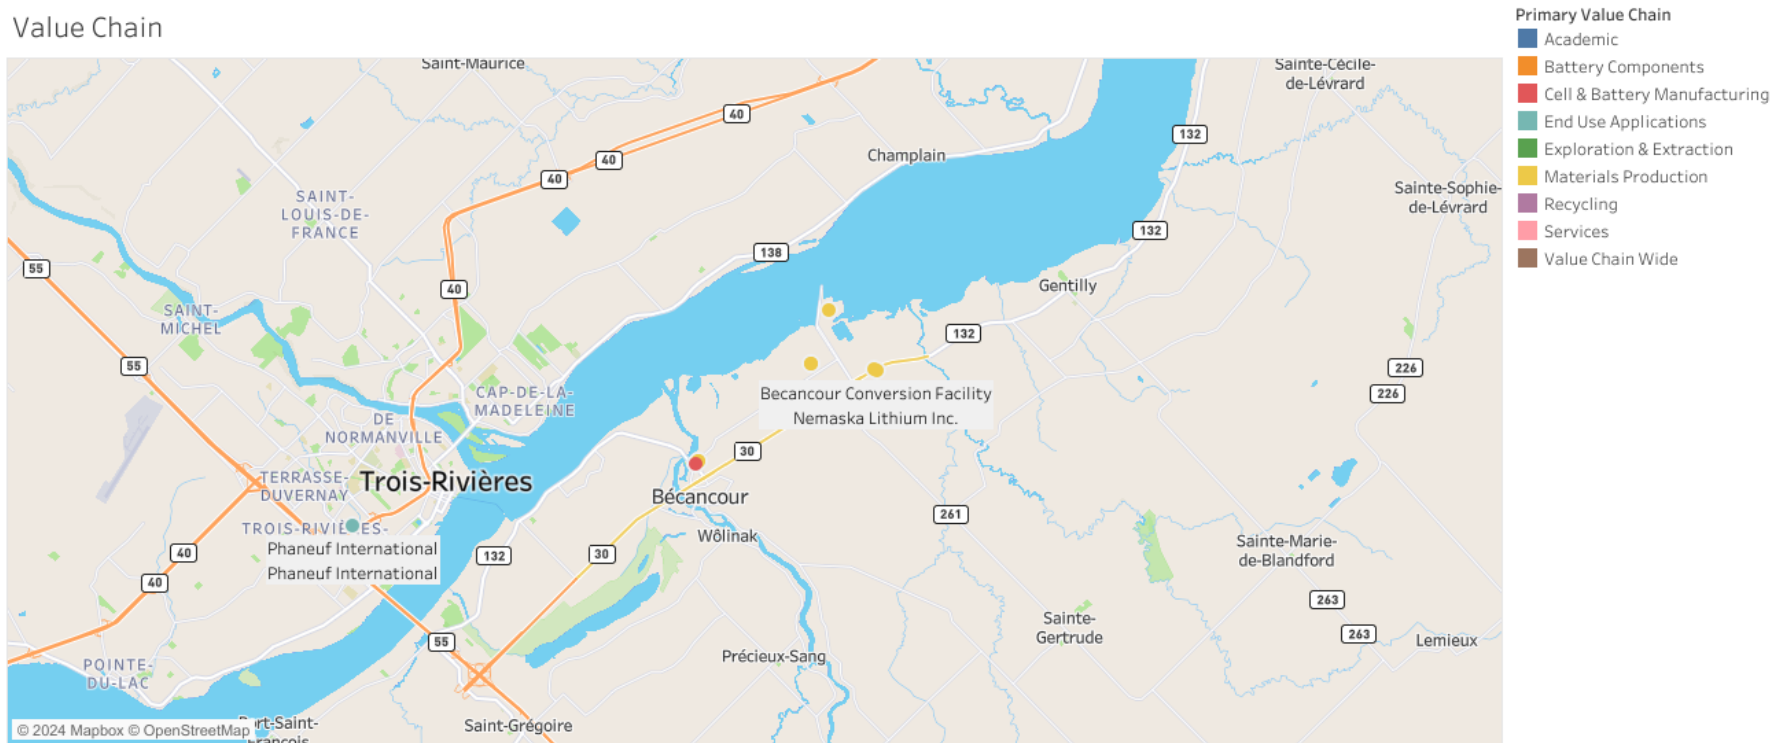 Value Chain
Saint-Maurice
Sainte-Cécile-
de-Lévrard
40
132
40
Champlain
40
Sainte-Sophie-
de-Lévrard
SAINT-
LOUIS-DE-
FRANCE
132
138
55
40
Gentilly
SAINT-
MICHEL
132
55
226
226
CAP-DE-LA-
MADELEINE
Becancour Conversion Facility
Nemaska Lithium Inc.
DE
NORMANVILLE
30
TERRASSE-
DUVERNAY
Trois-Rivières
Bécancour
261
TROIS-RIVIÈRES-
Wôlinak
Phaneuf International
Phaneuf International
40
132
30
Sainte-Marie-
de-Blandford
40
263
Sainte-
Gertrude
263
Lemieux
55
Précieux-Sang
POINTE-
DU-LAC
Saint-Grégoire
Port-Saint-
François
© 2024 Mapbox © OpenStreetMap
Primary Value Chain
Academic
Battery Components
Cell & Battery Manufacturing
End Use Applications
Exploration & Extraction
Materials Production
Recycling
Services
Value Chain Wide